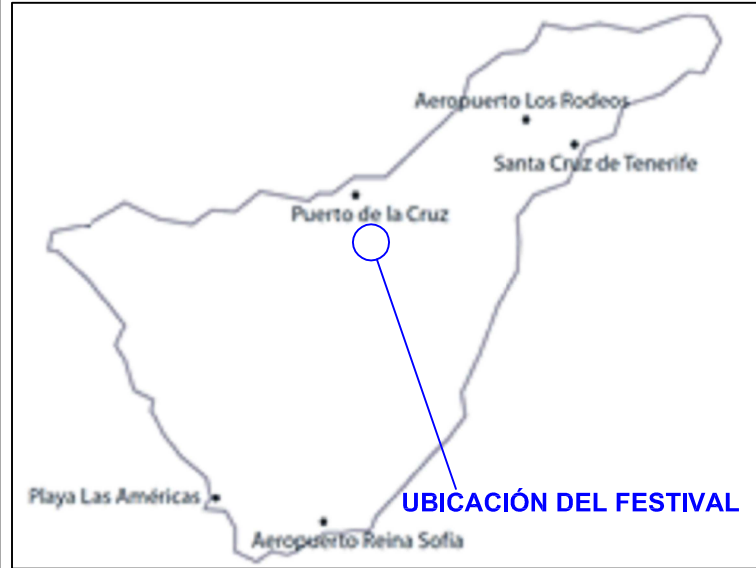 Aeropuerto Los Rodeos
Santa Cruz de Tenerife
Puerto de la Cruz
Playa Las Américas
UBICACIÓN DEL FESTIVAL
Aeropuerto Reina Sofia